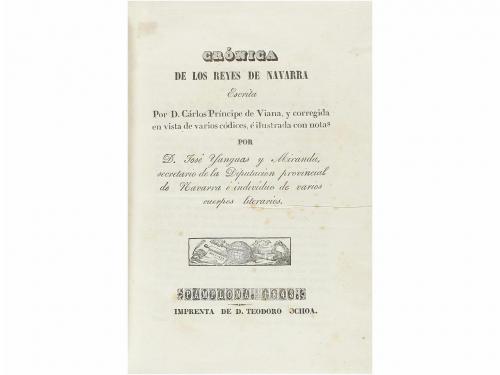 CRÓNICA
DE LOS REYES DE NAVARRA
Escrita
Por D. Cárlos Príncipe de Viana, y corregida
en vista de varios códices, é ilustrada con notas
POR
D. José Yanguas y Miranda,
secretario de la Diputacion provincial
de Navarra é individuo de varios
cuerpos literarios.
PAMPLONA: 1843.
IMPRENTA DE D. TEODORO OCHOA.